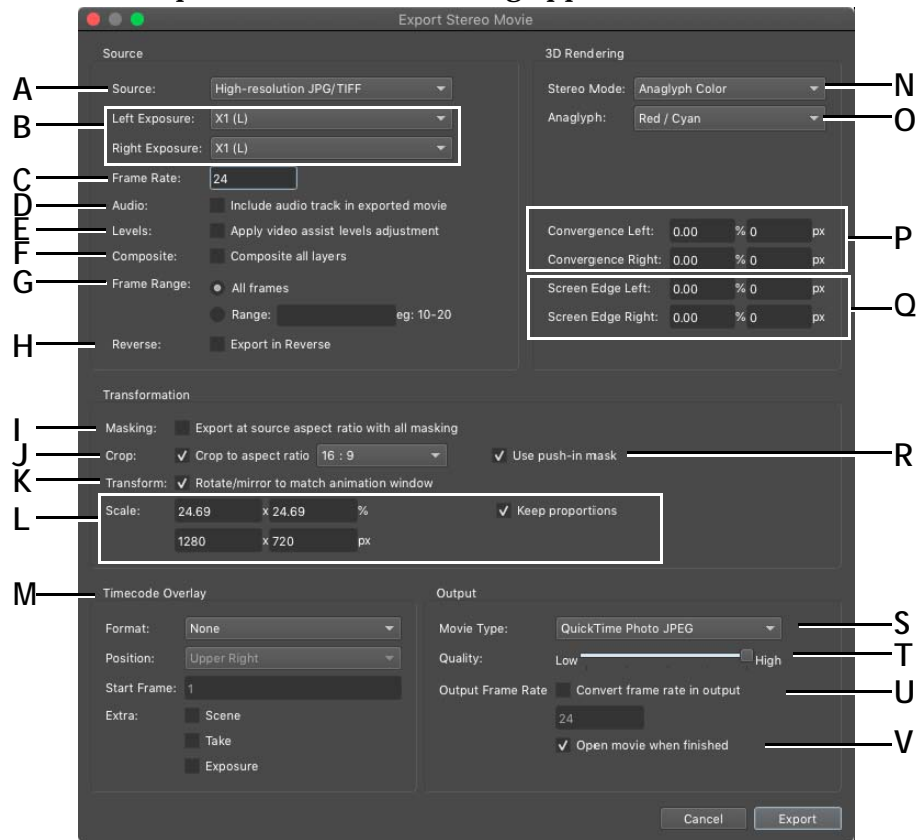 Export Stereo Movie
Source
A Source: High-resolution JPG/TIFF
B Left Exposure: X1 (L)
Right Exposure: X1 (L)
C Frame Rate: 24
D Audio: Include audio track in exported movie
E Levels: Apply video assist levels adjustment
F Composite: Composite all layers
G Frame Range: All frames
Range: eg: 10-20
H Reverse: Export in Reverse
3D Rendering
Stereo Mode: Anaglyph Color N
Anaglyph: Red / Cyan O
Convergence Left: 0.00 % 0 px P
Convergence Right: 0.00 % 0 px
Screen Edge Left: 0.00 % 0 px Q
Screen Edge Right: 0.00 % 0 px
Transformation
I Masking: Export at source aspect ratio with all masking
J Crop: Crop to aspect ratio 16 : 9 Use push-in mask R
K Transform: Rotate/mirror to match animation window
L Scale: 24.69 x 24.69 % Keep proportions
1280 x 720 px
M Timecode Overlay
Format: None
Position: Upper Right
Start Frame: 1
Extra: Scene
Take
Exposure
Output
Movie Type: QuickTime Photo JPEG S
Quality: Low High T
Output Frame Rate Convert frame rate in output U
24
Open movie when finished V
Cancel Export